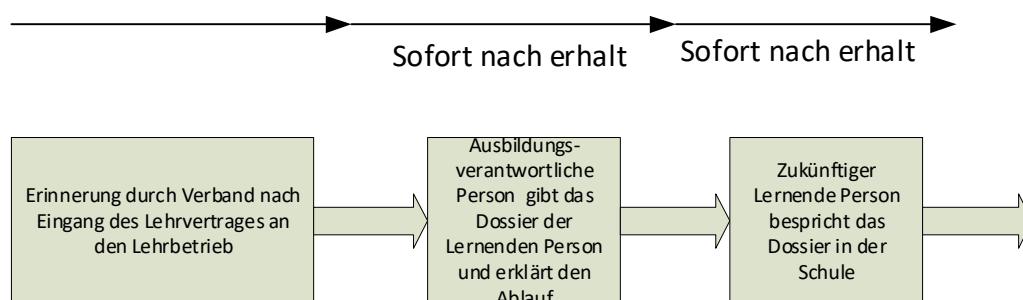 Sofort nach erhalt
Sofort nach erhalt
Erinnerung durch Verband nach
Eingang des Lehrvertrages an
den Lehrbetrieb
Ausbildungs-
verantwortliche
Person gibt das
Dossier der
Lernenden Person
und erklärt den
Ablauf
Zukünftiger
Lernende Person
bespricht das
Dossier in der
Schule